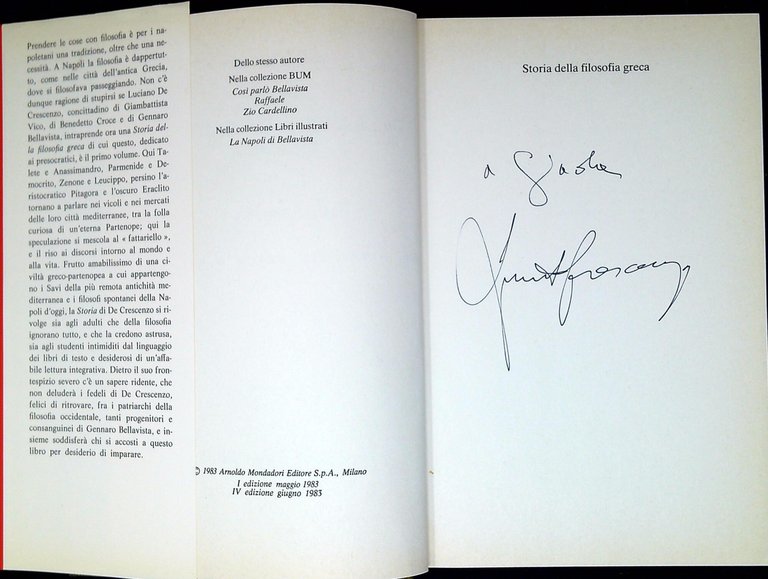 Prendere le cose con filosofia è per i na-
poletani una tradizione, oltre che una ne-
cessità. A Napoli la filosofia è dappertut-
to, come nelle città dell'antica Grecia,
dove si filosofava passeggiando. Non c'è
dunque ragione di stupirsi se Luciano De
Crescenzo, concittadino di Giambattista
Vico, di Benedetto Croce e di Gennaro
Bellavista, intraprende ora una Storia del-
la filosofia greca di cui questo, dedicato
ai presocratici, è il primo volume. Qui Ta-
lete e Anassimandro, Parmenide e De-
mocrito, Zenone e Leucippo, persino l'a-
ristocratico Pitagora e l'oscuro Eraclito
tornano a parlare nei vicoli e nei mercati
delle loro città mediterranee, tra la folla
curiosa di un'eterna Partenope; qui la
speculazione si mescola al « fattariello »,
e il riso ai discorsi intorno al mondo e
alla vita. Frutto amabilissimo di una ci-
viltà greco-partenopea a cui appartengo-
no i Savi della più remota antichità me-
diterranea e i filosofi spontanei della Na-
poli d'oggi, la Storia di De Crescenzo si ri-
volge sia agli adulti che della filosofia
ignorano tutto, e che la credono astrusa,
sia agli studenti intimiditi dal linguaggio
dei libri di testo e desiderosi di un'affa-
bile lettura integrativa. Dietro il suo fron-
tespizio severo c'è un sapere ridente, che
non deluderà i fedeli di De Crescenzo,
felici di ritrovare, fra i patriarchi della
filosofia occidentale, tanti progenitori e
consanguinei di Gennaro Bellavista, e in-
sieme soddisferà chi si accosti a questo
libro per desiderio di imparare.
Dello stesso autore
Nella collezione BUM
Così parlò Bellavista
Raffaele
Zio Cardellino
Nella collezione Libri illustrati
La Napoli di Bellavista
© 1983 Arnoldo Mondadori Editore S.p.A., Milano
I edizione maggio 1983
IV edizione giugno 1983
Storia della filosofia greca
a